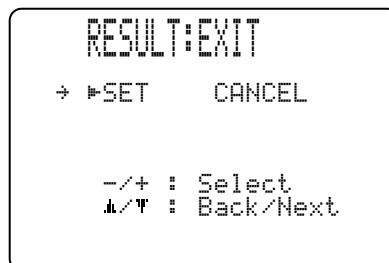 RESULT:EXIT
→ ▶SET CANCEL
-/+ : Select
▲/▼ : Back/Next